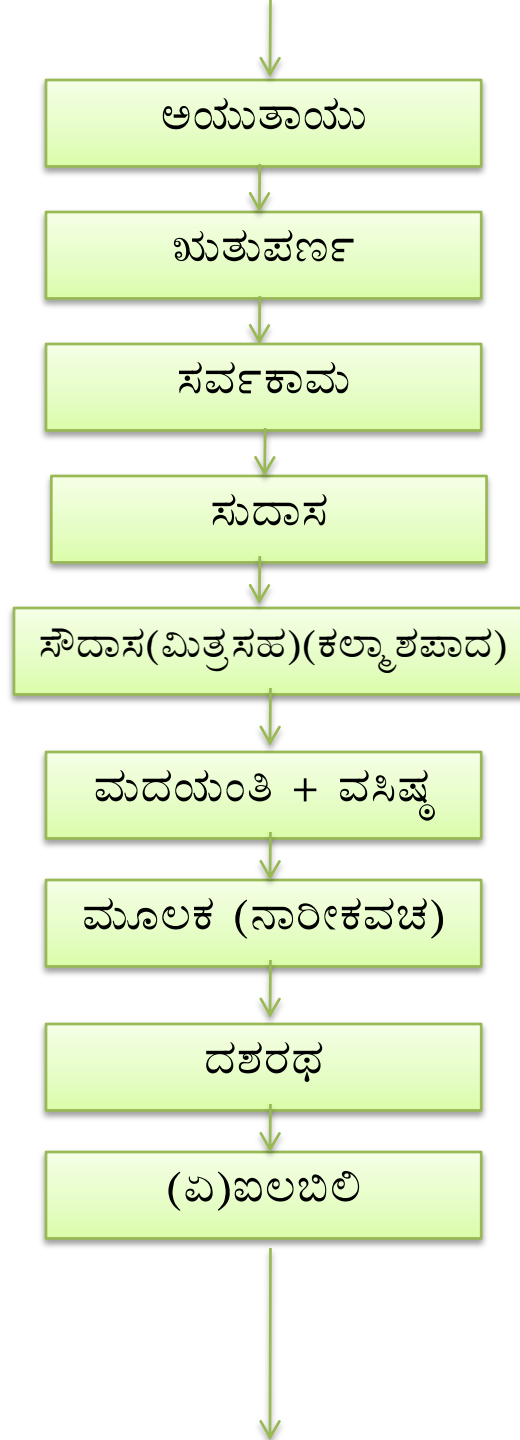 ಅಯುತಾಯು
ಋತುಪರ್ಣ
ಸರ್ವಕಾಮ
ಸುದಾಸ
ಸೌದಾಸ(ಮಿತ್ರಸಹ)(ಕಲ್ಮಾಶಪಾದ)
ಮದಯಂತಿ + ವಸಿಷ್ಠ
ಮೂಲಕ (ನಾರೀಕವಚ)
ದಶರಥ
(ಏ)ಐಲಬಿಲಿ